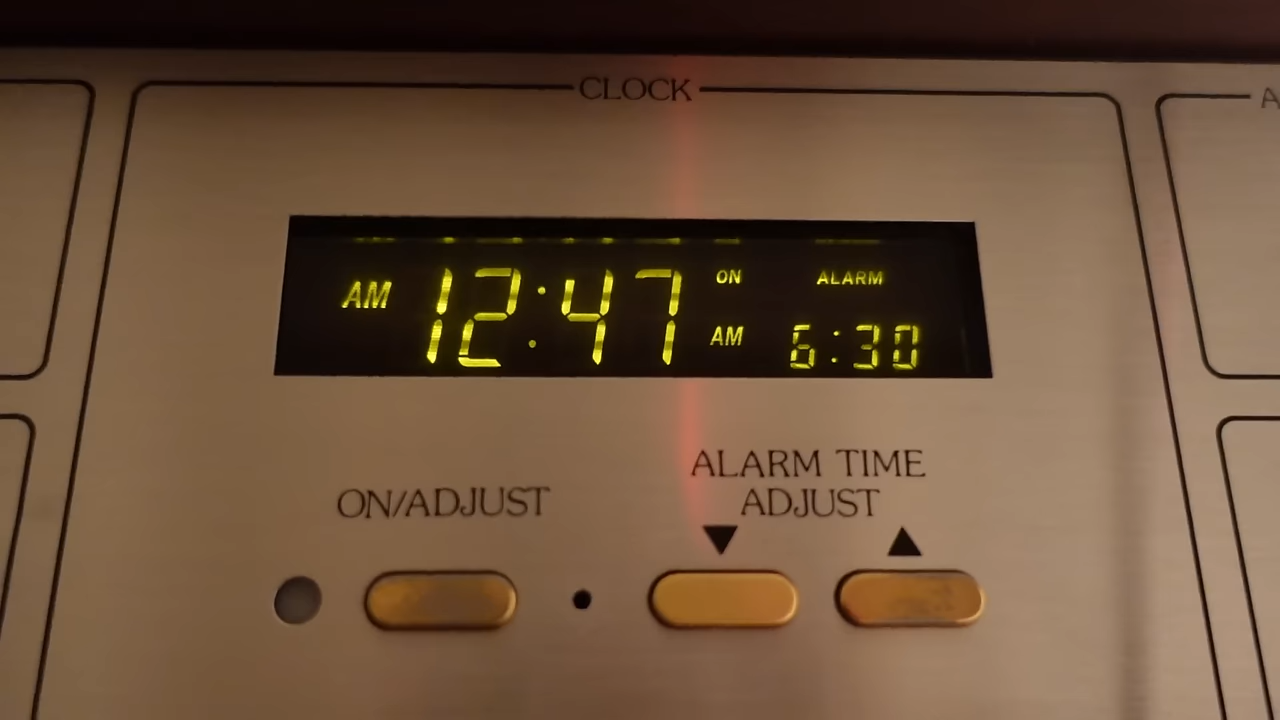 CLOCK
AM 12:47 ON ALARM
AM 6:30
ON/ADJUST
ALARM TIME
ADJUST